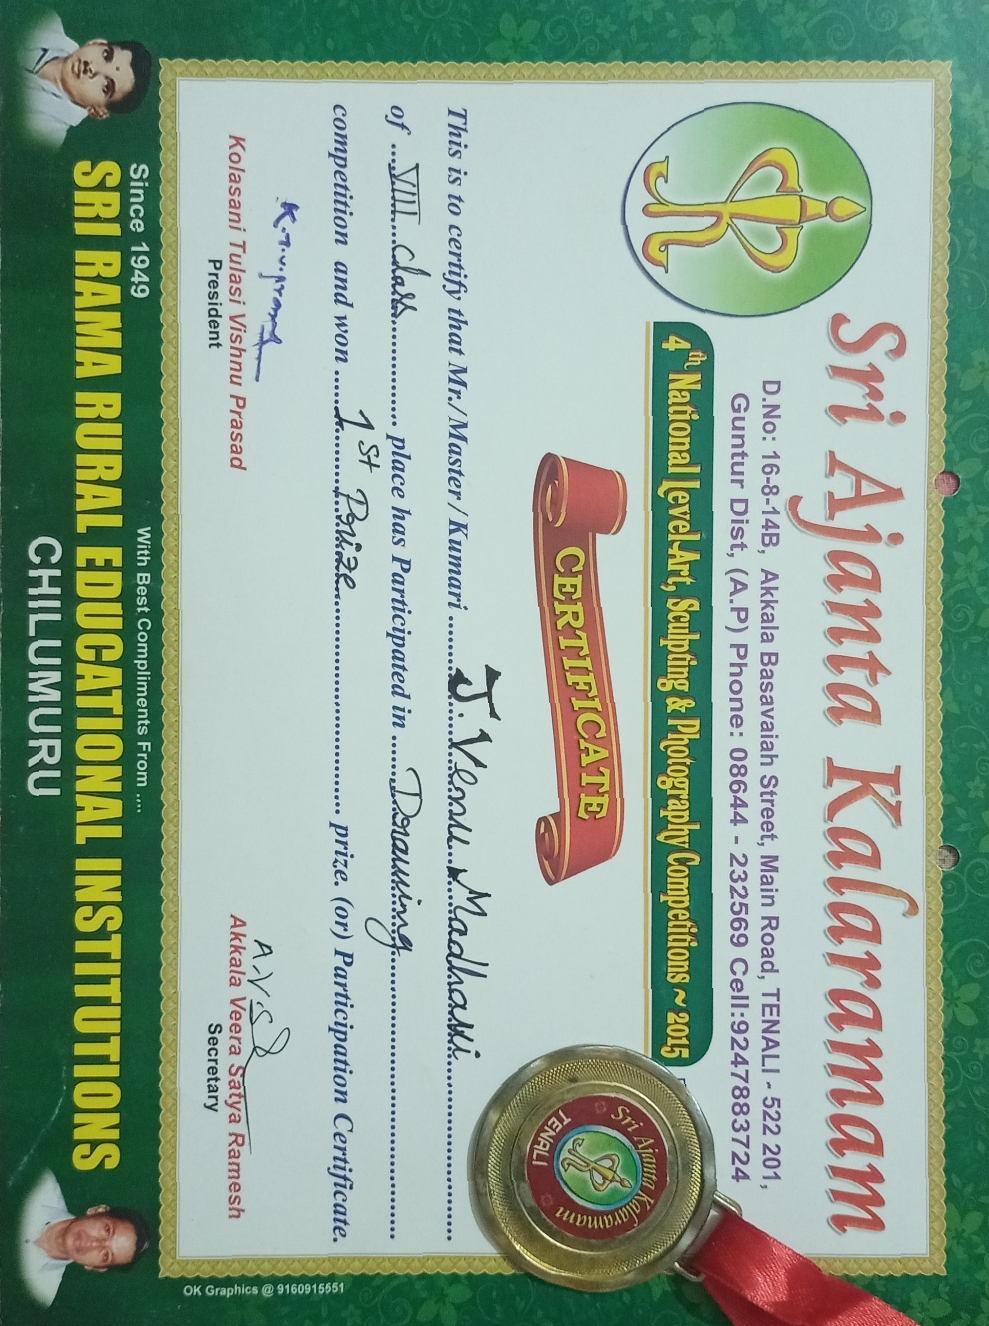 Sri Ajanta Kalaramam
D.No: 16-8-14B, Akkala Basavaiah Street, Main Road, TENALI - 522 201,
Guntur Dist, (A.P) Phone: 08644 - 232569 Cell:9247883724
4th National Level Art, Sculpting & Photography Competitions ~ 2015
Sri Ajanta Kalaramam
TENALI
CERTIFICATE
This is to certify that Mr./Master/Kumari J. Venu Madhavi
of VIII class place has Participated in Drawing
competition and won 1st Prize prize. (or) Participation Certificate.
K.T.V.Prasad
A.V.S
Kolasani Tulasi Vishnu Prasad
Akkala Veera Satya Ramesh
President
Secretary
OK Graphics @ 9160915551
Since 1949
With Best Compliments From ....
SRI RAMA RURAL EDUCATIONAL INSTITUTIONS
CHILUMURU